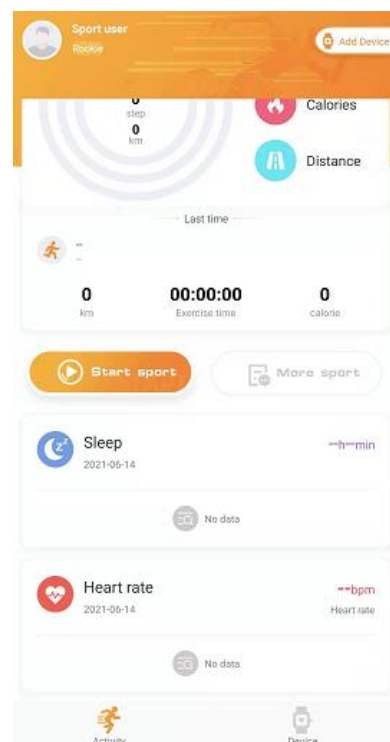 Sport user
Rookie
Add Device
0
step
0
km
Calories
Distance
Last time
--
--
0
km
00:00:00
Exercise time
0
calorie
Start sport
More sport
Sleep
2021-06-14
--h--min
No data
Heart rate
2021-06-14
--bpm
Heart rate
No data
Activity
Device